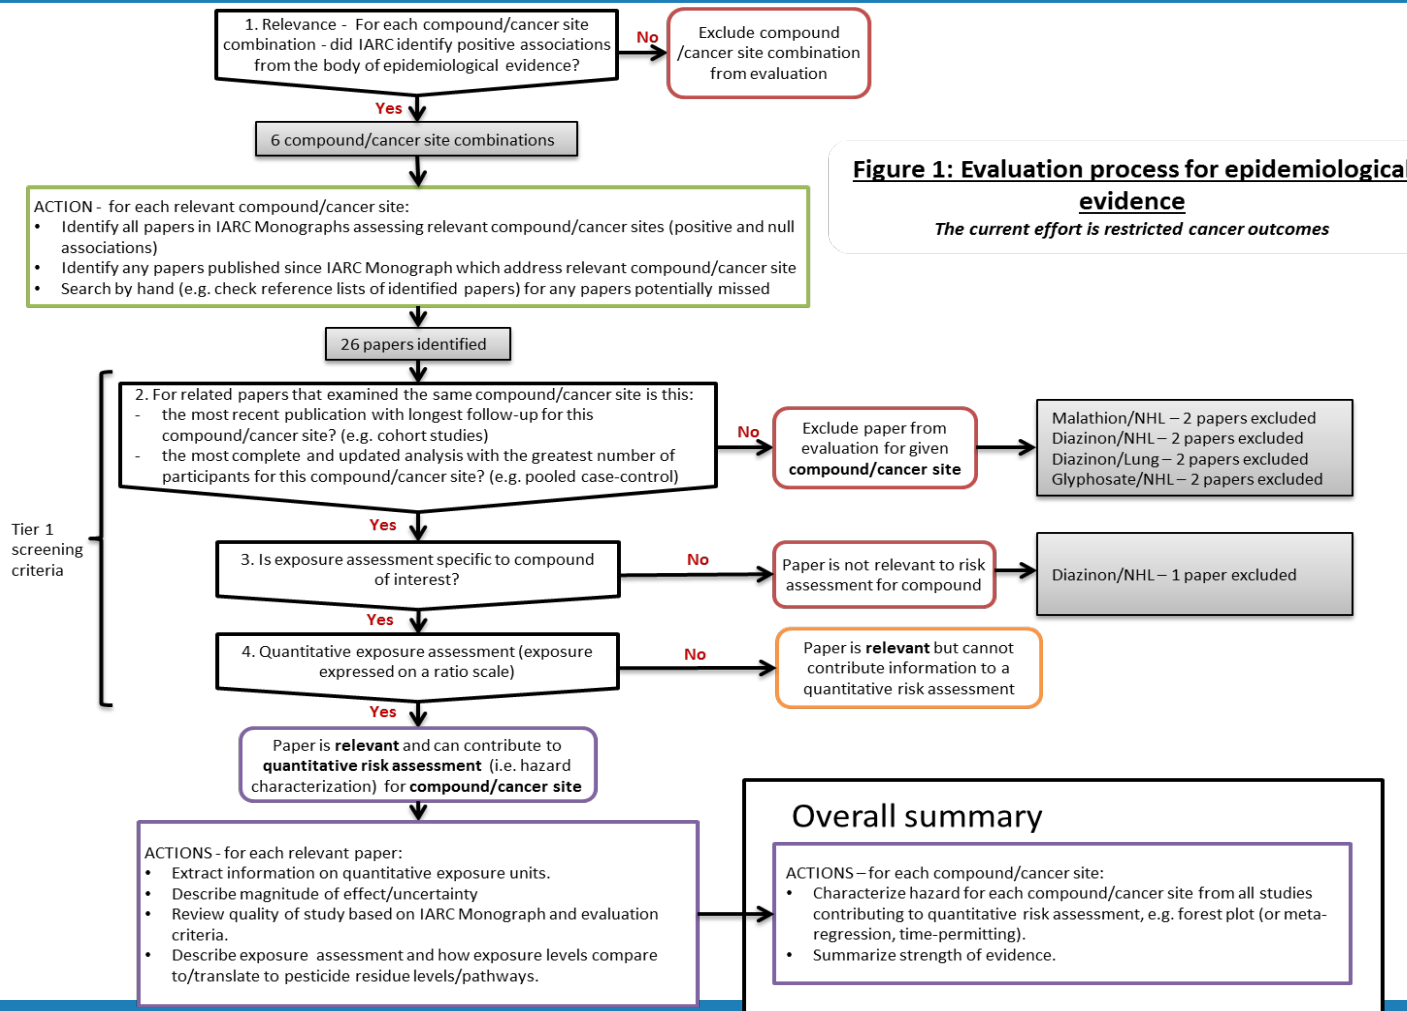 1. Relevance - For each compound/cancer site
combination - did IARC identify positive associations
from the body of epidemiological evidence?
No
Exclude compound
/cancer site combination
from evaluation
Yes
6 compound/cancer site combinations
Figure 1: Evaluation process for epidemiological
evidence
The current effort is restricted cancer outcomes
ACTION - for each relevant compound/cancer site:
• Identify all papers in IARC Monographs assessing relevant compound/cancer sites (positive and null
associations)
• Identify any papers published since IARC Monograph which address relevant compound/cancer site
• Search by hand (e.g. check reference lists of identified papers) for any papers potentially missed
26 papers identified
Tier 1
screening
criteria
2. For related papers that examined the same compound/cancer site is this:
- the most recent publication with longest follow-up for this
compound/cancer site? (e.g. cohort studies)
- the most complete and updated analysis with the greatest number of
participants for this compound/cancer site? (e.g. pooled case-control)
No
Exclude paper from
evaluation for given
compound/cancer site
Malathion/NHL – 2 papers excluded
Diazinon/NHL – 2 papers excluded
Diazinon/Lung – 2 papers excluded
Glyphosate/NHL – 2 papers excluded
Yes
3. Is exposure assessment specific to compound
of interest?
No
Paper is not relevant to risk
assessment for compound
Diazinon/NHL – 1 paper excluded
Yes
4. Quantitative exposure assessment (exposure
expressed on a ratio scale)
No
Paper is relevant but cannot
contribute information to a
quantitative risk assessment
Yes
Paper is relevant and can contribute to
quantitative risk assessment (i.e. hazard
characterization) for compound/cancer site
ACTIONS - for each relevant paper:
• Extract information on quantitative exposure units.
• Describe magnitude of effect/uncertainty
• Review quality of study based on IARC Monograph and evaluation
criteria.
• Describe exposure assessment and how exposure levels compare
to/translate to pesticide residue levels/pathways.
Overall summary
ACTIONS – for each compound/cancer site:
• Characterize hazard for each compound/cancer site from all studies
contributing to quantitative risk assessment, e.g. forest plot (or meta-
regression, time-permitting).
• Summarize strength of evidence.